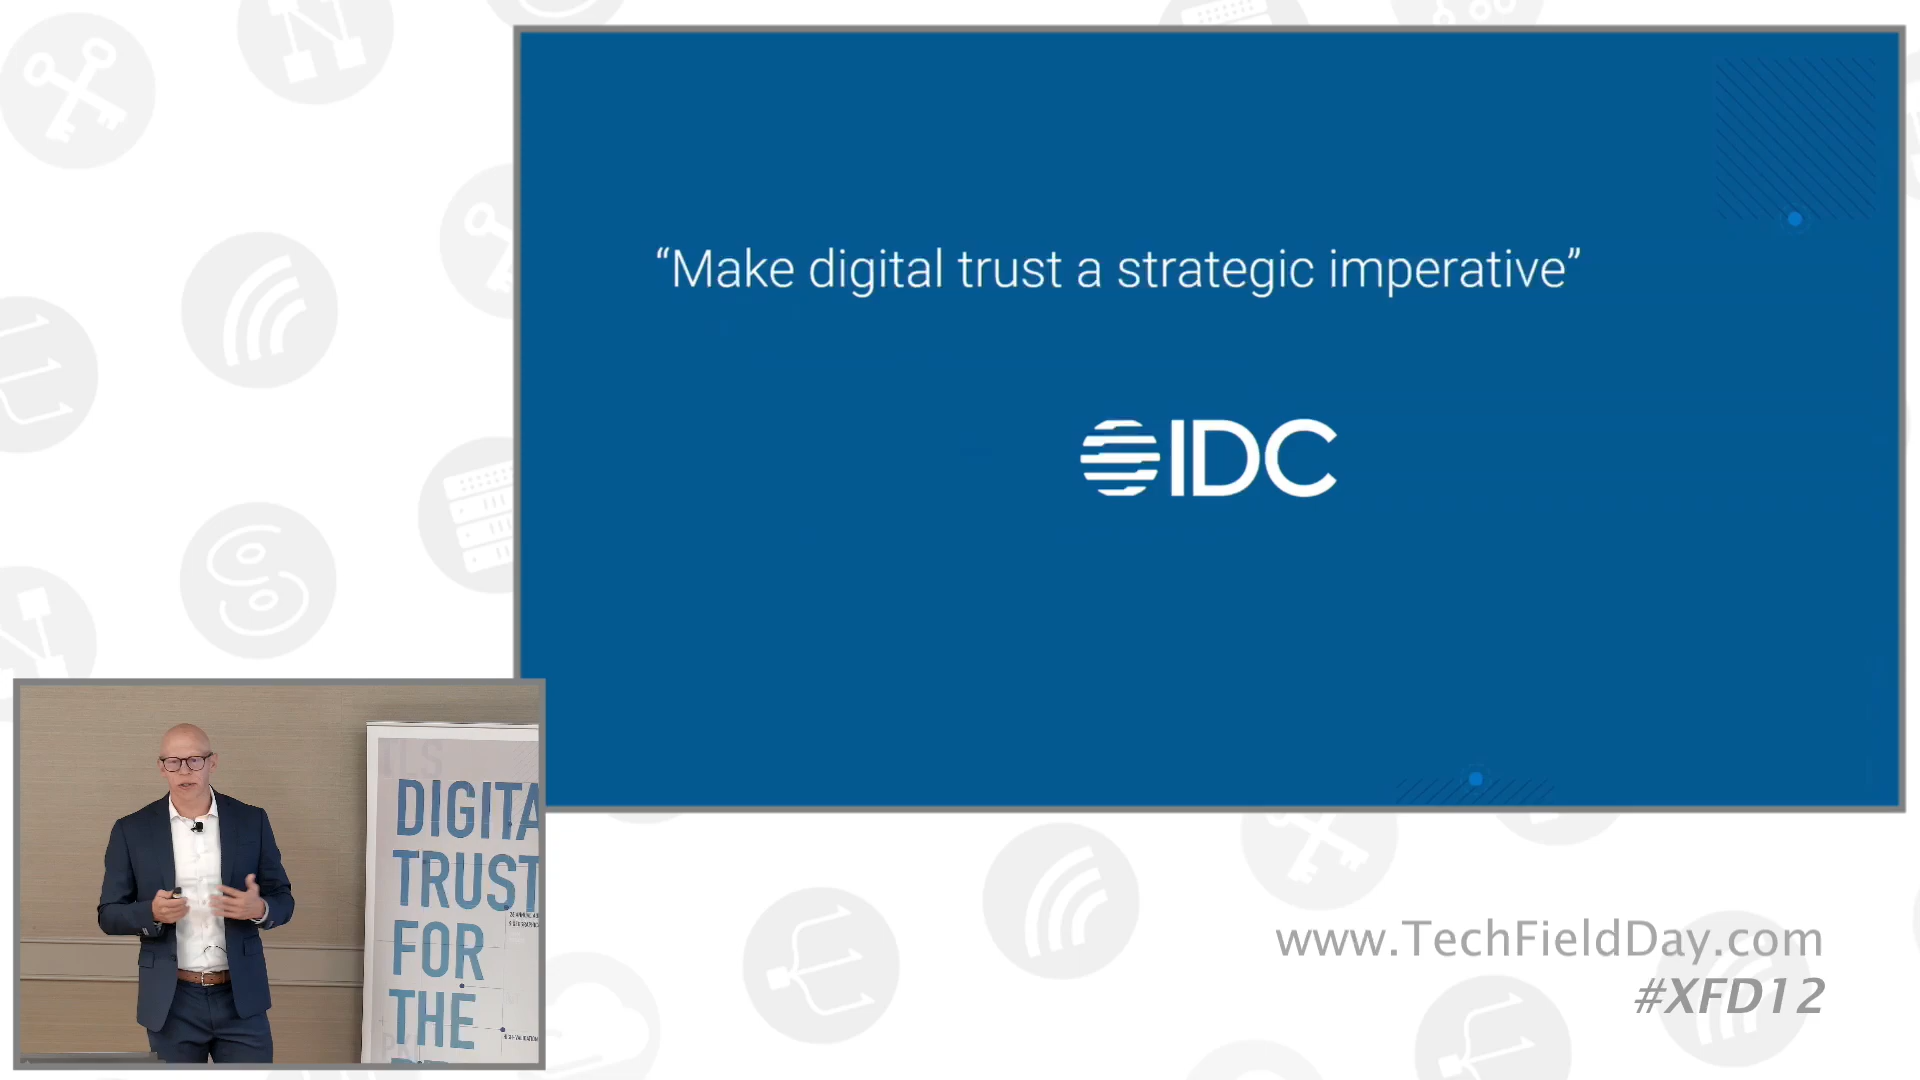 “Make digital trust a strategic imperative”
IDC
DIGITA
TRUST
FOR
THE
www.TechFieldDay.com
#XFD12